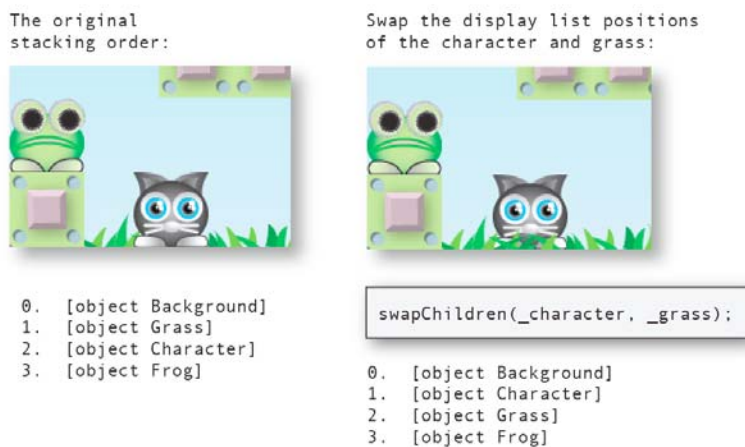 The original
stacking order:
0. [object Background]
1. [object Grass]
2. [object Character]
3. [object Frog]
Swap the display list positions
of the character and grass:
swapChildren(_character, _grass);
0. [object Background]
1. [object Character]
2. [object Grass]
3. [object Frog]